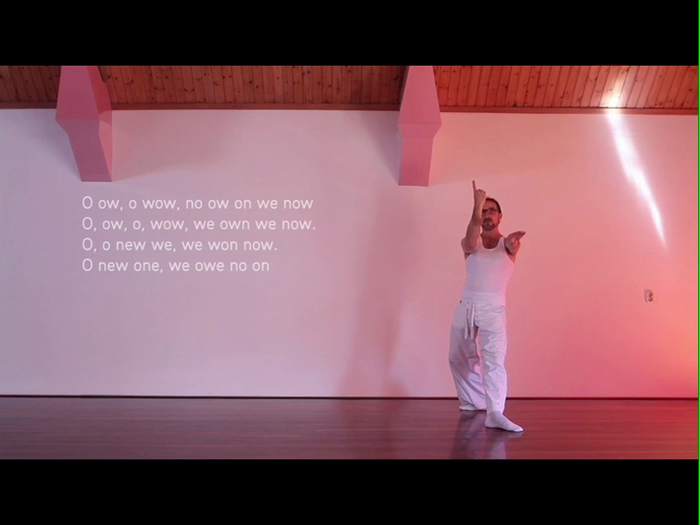 O ow, o wow, no ow on we now
O, ow, o, wow, we own we now.
O, o new we, we won now.
O new one, we owe no on